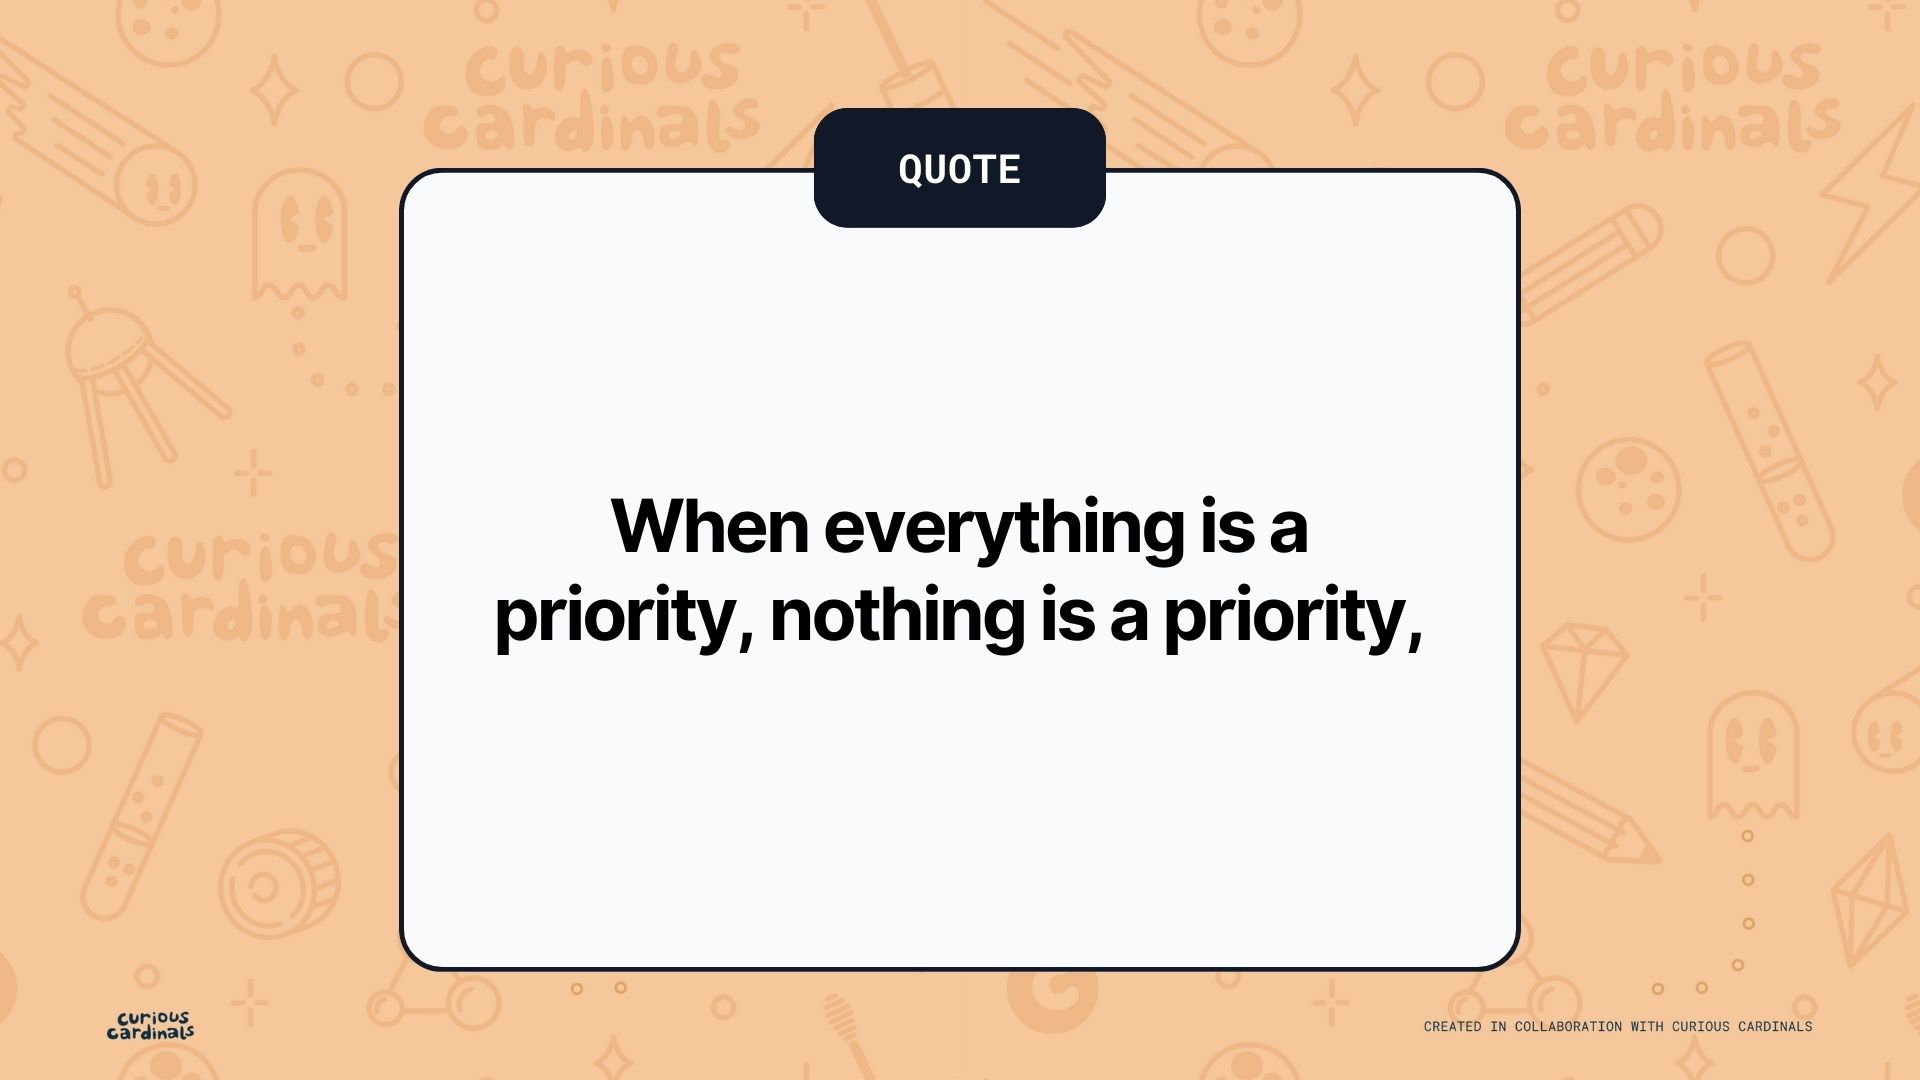 curious
cardinals
curious
cardinals
QUOTE
When everything is a
priority, nothing is a priority,
curious
cardinals
curious
cardinals
CREATED IN COLLABORATION WITH CURIOUS CARDINALS